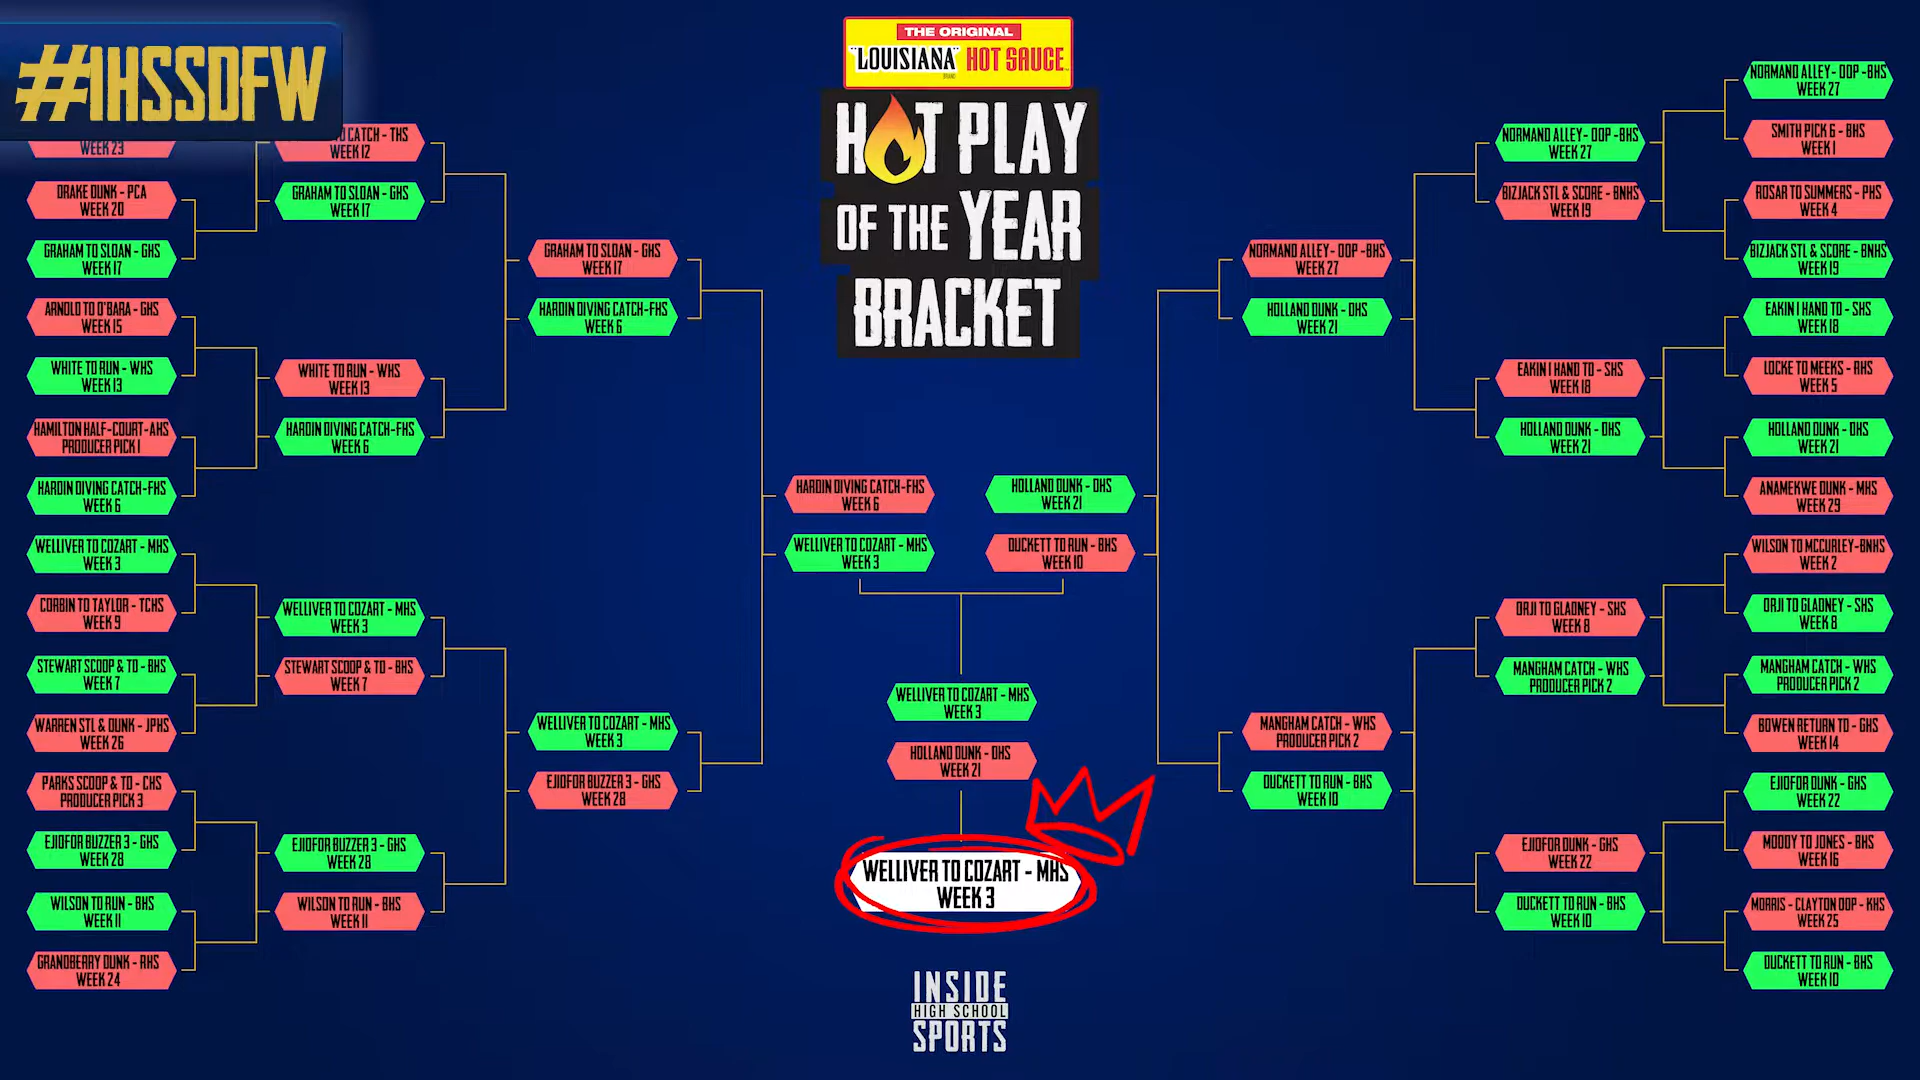 #IHSSDFW
THE ORIGINAL
"LOUISIANA" HOT SAUCE
BRAND
HOT PLAY
OF THE YEAR
BRACKET
WEEK 23
DRAKE DUNK - PCA
WEEK 20
GRAHAM TO SLOAN - GHS
WEEK 17
ARNOLD TO O'BARA - GHS
WEEK 15
WHITE TO RUN - WHS
WEEK 13
HAMILTON HALF-COURT-AHS
PRODUCER PICK 1
HARDIN DIVING CATCH-FHS
WEEK 6
WELLIVER TO COZART - MHS
WEEK 3
CORBIN TO TAYLOR - TCHS
WEEK 9
STEWART SCOOP & TD - BHS
WEEK 7
WARREN STL & DUNK - JPHS
WEEK 26
PARKS SCOOP & TD - CHS
PRODUCER PICK 3
EJIOFOR BUZZER 3 - GHS
WEEK 28
WILSON TO RUN - BHS
WEEK 11
GRANDBERRY DUNK - RHS
WEEK 24
CATCH - THS
WEEK 12
GRAHAM TO SLOAN - GHS
WEEK 17
WHITE TO RUN - WHS
WEEK 13
HARDIN DIVING CATCH-FHS
WEEK 6
WELLIVER TO COZART - MHS
WEEK 3
STEWART SCOOP & TD - BHS
WEEK 7
EJIOFOR BUZZER 3 - GHS
WEEK 28
WILSON TO RUN - BHS
WEEK 11
GRAHAM TO SLOAN - GHS
WEEK 17
HARDIN DIVING CATCH-FHS
WEEK 6
WELLIVER TO COZART - MHS
WEEK 3
EJIOFOR BUZZER 3 - GHS
WEEK 28
HARDIN DIVING CATCH-FHS
WEEK 6
WELLIVER TO COZART - MHS
WEEK 3
HOLLAND DUNK - DHS
WEEK 21
DUCKETT TO RUN - BHS
WEEK 10
WELLIVER TO COZART - MHS
WEEK 3
HOLLAND DUNK - DHS
WEEK 21
WELLIVER TO COZART - MHS
WEEK 3
NORMAND ALLEY - OOP -BHS
WEEK 27
HOLLAND DUNK - DHS
WEEK 21
MANGHAM CATCH - WHS
PRODUCER PICK 2
DUCKETT TO RUN - BHS
WEEK 10
NORMAND ALLEY - OOP -BHS
WEEK 27
BIZJACK STL & SCORE - BNHS
WEEK 19
EAKIN 1 HAND TD - SHS
WEEK 18
HOLLAND DUNK - DHS
WEEK 21
ORJI TO GLADNEY - SHS
WEEK 8
MANGHAM CATCH - WHS
PRODUCER PICK 2
EJIOFOR DUNK - GHS
WEEK 22
DUCKETT TO RUN - BHS
WEEK 10
NORMAND ALLEY - OOP -BHS
WEEK 27
SMITH PICK 6 - BHS
WEEK 1
ROSAR TO SUMMERS - PHS
WEEK 4
BIZJACK STL & SCORE - BNHS
WEEK 19
EAKIN 1 HAND TD - SHS
WEEK 18
LOCKE TO MEEKS - RHS
WEEK 5
HOLLAND DUNK - DHS
WEEK 21
ANAMEKWE DUNK - MHS
WEEK 29
WILSON TO MCCURLEY-BNHS
WEEK 2
ORJI TO GLADNEY - SHS
WEEK 8
MANGHAM CATCH - WHS
PRODUCER PICK 2
BOWEN RETURN TD - GHS
WEEK 14
EJIOFOR DUNK - GHS
WEEK 22
MOODY TO JONES - BHS
WEEK 16
MORRIS - CLAYTON OOP - KHS
WEEK 25
DUCKETT TO RUN - BHS
WEEK 10
INSIDE
HIGH SCHOOL
SPORTS